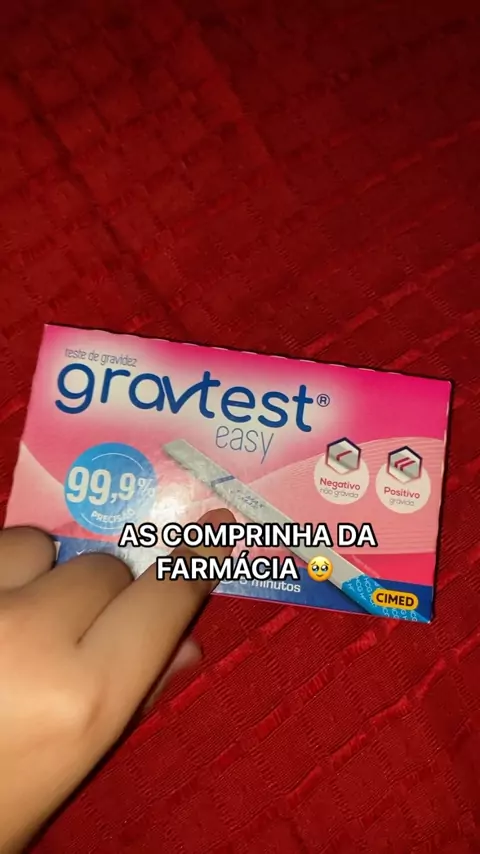 teste de gravidez
gravtest®
easy
99,9%
PRECISÃO
Negativo
não grávida
Positivo
grávida
AS COMPRINHA DA
FARMÁCIA 🥹
5 minutos
CIMED